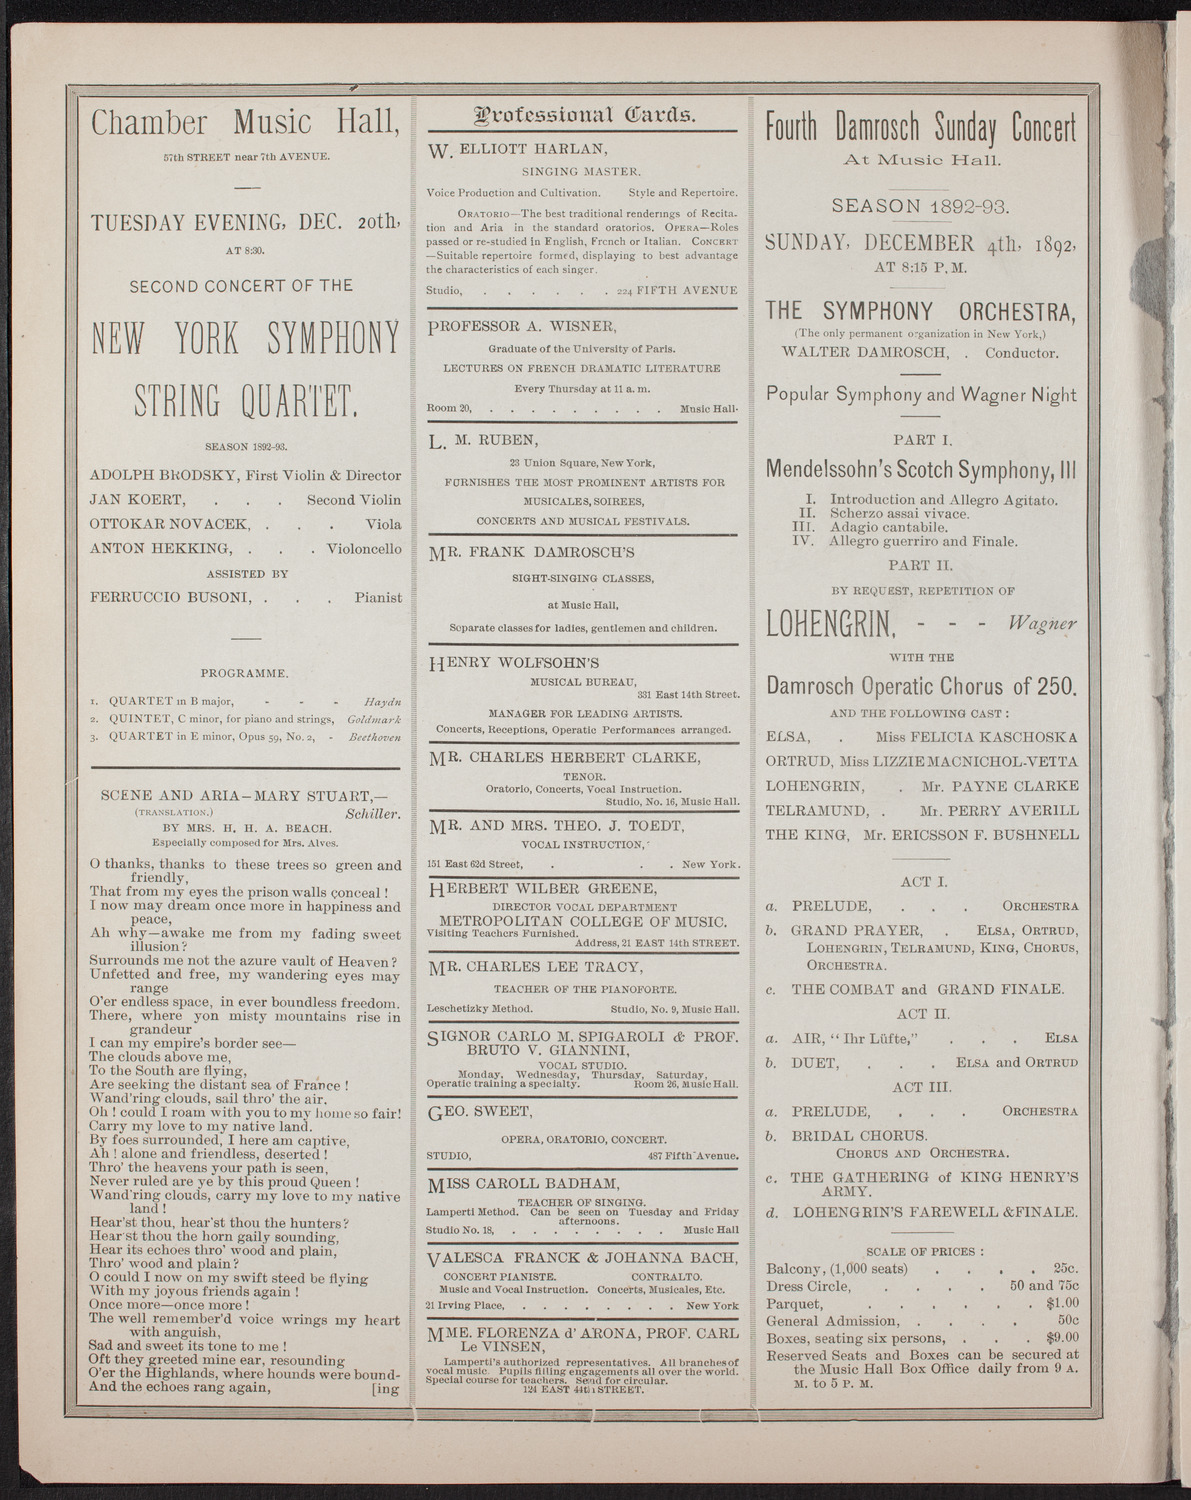 Chamber Music Hall,
57th STREET near 7th AVENUE.
TUESDAY EVENING, DEC. 20th,
AT 8:30.
SECOND CONCERT OF THE
NEW YORK SYMPHONY
STRING QUARTET.
SEASON 1892-93.
ADOLPH BRODSKY, First Violin & Director
JAN KOERT, . . . Second Violin
OTTOKAR NOVACEK, . . . Viola
ANTON HEKKING, . . . Violoncello
ASSISTED BY
FERRUCCIO BUSONI, . . . Pianist
PROGRAMME.
1. QUARTET in B major, - - - Haydn
2. QUINTET, C minor, for piano and strings, Goldmark
3. QUARTET in E minor, Opus 59, No. 2, - Beethoven
SCENE AND ARIA—MARY STUART,—
(TRANSLATION.) Schiller.
BY MRS. H. H. A. BEACH.
Especially composed for Mrs. Alves.
O thanks, thanks to these trees so green and
friendly,
That from my eyes the prison walls conceal !
I now may dream once more in happiness and
peace,
Ah why—awake me from my fading sweet
illusion ?
Surrounds me not the azure vault of Heaven ?
Unfetted and free, my wandering eyes may
range
O'er endless space, in ever boundless freedom.
There, where yon misty mountains rise in
grandeur
I can my empire's border see—
The clouds above me,
To the South are flying,
Are seeking the distant sea of France !
Wand'ring clouds, sail thro' the air.
Oh ! could I roam with you to my home so fair!
Carry my love to my native land.
By foes surrounded, I here am captive,
Ah ! alone and friendless, deserted !
Thro' the heavens your path is seen,
Never ruled are ye by this proud Queen !
Wand'ring clouds, carry my love to my native
land !
Hear'st thou, hear'st thou the hunters ?
Hear'st thou the horn gaily sounding,
Hear its echoes thro' wood and plain,
Thro' wood and plain ?
O could I now on my swift steed be flying
With my joyous friends again !
Once more—once more !
The well remember'd voice wrings my heart
with anguish,
Sad and sweet its tone to me !
Oft they greeted mine ear, resounding
O'er the Highlands, where hounds were bound-
And the echoes rang again, [ing
Professional Cards.
W. ELLIOTT HARLAN,
SINGING MASTER.
Voice Production and Cultivation. Style and Repertoire.
ORATORIO—The best traditional renderings of Recita-
tion and Aria in the standard oratorios. OPERA—Roles
passed or re-studied in English, French or Italian. CONCERT
—Suitable repertoire formed, displaying to best advantage
the characteristics of each singer.
Studio, . . . . . . 224 FIFTH AVENUE
PROFESSOR A. WISNER,
Graduate of the University of Paris.
LECTURES ON FRENCH DRAMATIC LITERATURE
Every Thursday at 11 a. m.
Room 20, . . . . . . . . . Music Hall.
L. M. RUBEN,
23 Union Square, New York,
FURNISHES THE MOST PROMINENT ARTISTS FOR
MUSICALES, SOIREES,
CONCERTS AND MUSICAL FESTIVALS.
MR. FRANK DAMROSCH'S
SIGHT-SINGING CLASSES,
at Music Hall,
Separate classes for ladies, gentlemen and children.
HENRY WOLFSOHN'S
MUSICAL BUREAU,
331 East 14th Street.
MANAGER FOR LEADING ARTISTS.
Concerts, Receptions, Operatic Performances arranged.
MR. CHARLES HERBERT CLARKE,
TENOR.
Oratorio, Concerts, Vocal Instruction.
Studio, No. 16, Music Hall.
MR. AND MRS. THEO. J. TOEDT,
VOCAL INSTRUCTION,
151 East 62d Street, . . . New York.
HERBERT WILBER GREENE,
DIRECTOR VOCAL DEPARTMENT
METROPOLITAN COLLEGE OF MUSIC.
Visiting Teachers Furnished.
Address, 21 EAST 14th STREET.
MR. CHARLES LEE TRACY,
TEACHER OF THE PIANOFORTE.
Leschetizky Method. Studio, No. 9, Music Hall.
SIGNOR CARLO M. SPIGAROLI & PROF.
BRUTO V. GIANNINI,
VOCAL STUDIO.
Monday, Wednesday, Thursday, Saturday,
Operatic training a specialty. Room 26, Music Hall.
GEO. SWEET,
OPERA, ORATORIO, CONCERT.
STUDIO, 487 Fifth Avenue.
MISS CAROLL BADHAM,
TEACHER OF SINGING.
Lamperti Method. Can be seen on Tuesday and Friday
afternoons.
Studio No. 18, . . . . . . . Music Hall
VALESCA FRANCK & JOHANNA BACH,
CONCERT PIANISTE. CONTRALTO.
Music and Vocal Instruction. Concerts, Musicales, Etc.
21 Irving Place, . . . . . . . . New York
MME. FLORENZA d' ARONA, PROF. CARL
Le VINSEN,
Lamperti's authorized representatives. All branches of
vocal music. Pupils filling engagements all over the world.
Special course for teachers. Send for circular.
124 EAST 44th STREET.
Fourth Damrosch Sunday Concert
At Music Hall.
SEASON 1892-93.
SUNDAY, DECEMBER 4th, 1892,
AT 8:15 P. M.
THE SYMPHONY ORCHESTRA,
(The only permanent organization in New York,)
WALTER DAMROSCH, . Conductor.
Popular Symphony and Wagner Night
PART I.
Mendelssohn's Scotch Symphony, III
I. Introduction and Allegro Agitato.
II. Scherzo assai vivace.
III. Adagio cantabile.
IV. Allegro guerriro and Finale.
PART II.
BY REQUEST, REPETITION OF
LOHENGRIN, - - - Wagner
WITH THE
Damrosch Operatic Chorus of 250.
AND THE FOLLOWING CAST :
ELSA, . Miss FELICIA KASCHOSKA
ORTRUD, Miss LIZZIE MACNICHOL-VETTA
LOHENGRIN, . Mr. PAYNE CLARKE
TELRAMUND, . Mr. PERRY AVERILL
THE KING, Mr. ERICSSON F. BUSHNELL
ACT I.
a. PRELUDE, . . . ORCHESTRA
b. GRAND PRAYER, . ELSA, ORTRUD,
LOHENGRIN, TELRAMUND, KING, CHORUS,
ORCHESTRA.
c. THE COMBAT and GRAND FINALE.
ACT II.
a. AIR, "Ihr Lüfte," . . . ELSA
b. DUET, . . . ELSA and ORTRUD
ACT III.
a. PRELUDE, . . . ORCHESTRA
b. BRIDAL CHORUS.
CHORUS AND ORCHESTRA.
c. THE GATHERING of KING HENRY'S
ARMY.
d. LOHENGRIN'S FAREWELL & FINALE.
SCALE OF PRICES :
Balcony, (1,000 seats) . . . . 25c.
Dress Circle, . . . . 50 and 75c
Parquet, . . . . . . $1.00
General Admission, . . . . 50c
Boxes, seating six persons, . . . $9.00
Reserved Seats and Boxes can be secured at
the Music Hall Box Office daily from 9 A.
M. to 5 P. M.